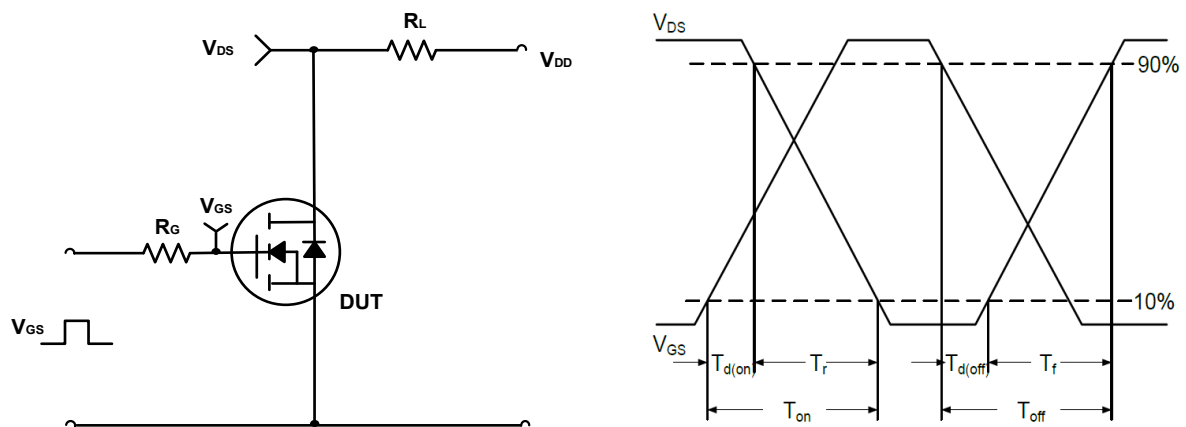 RL
VDS
VDD
VGS
RG
DUT
VGS
VDS
90%
10%
VGS
Td(on)
Tr
Td(off)
Tf
Ton
Toff